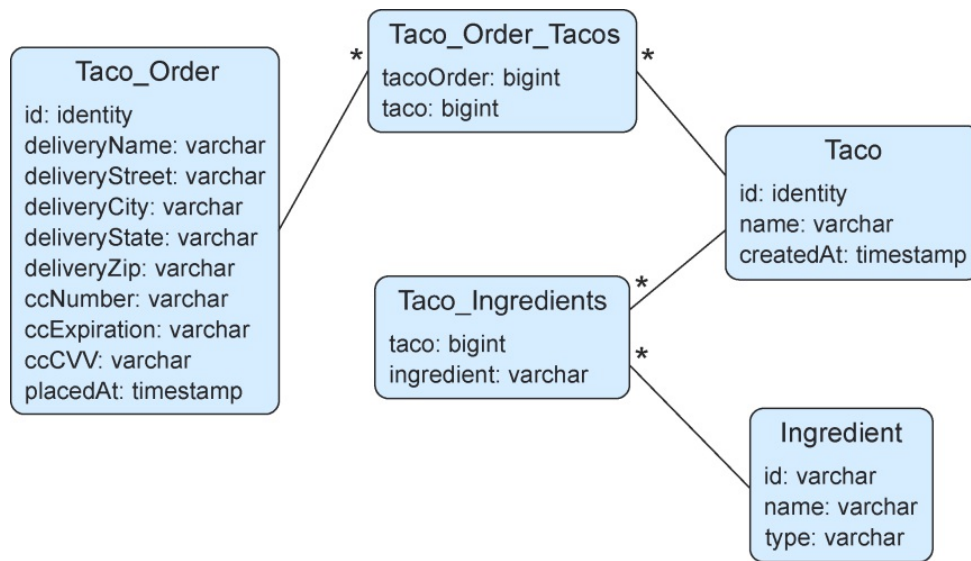 Taco_Order
id: identity
deliveryName: varchar
deliveryStreet: varchar
deliveryCity: varchar
deliveryState: varchar
deliveryZip: varchar
ccNumber: varchar
ccExpiration: varchar
ccCVV: varchar
placedAt: timestamp
*
Taco_Order_Tacos
*
tacoOrder: bigint
taco: bigint
Taco
id: identity
name: varchar
createdAt: timestamp
*
Taco_Ingredients
*
taco: bigint
ingredient: varchar
Ingredient
id: varchar
name: varchar
type: varchar